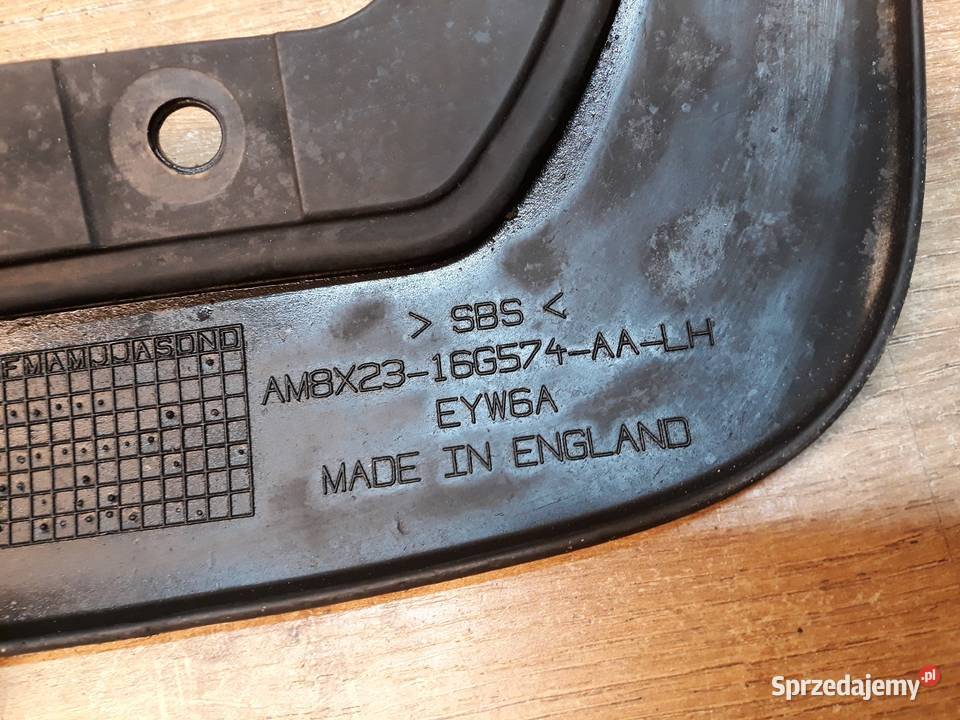 > SBS <
FMAMJJASOND
AM8X23-16G574-AA-LH
EYW6A
MADE IN ENGLAND
Sprzedajemy.pl